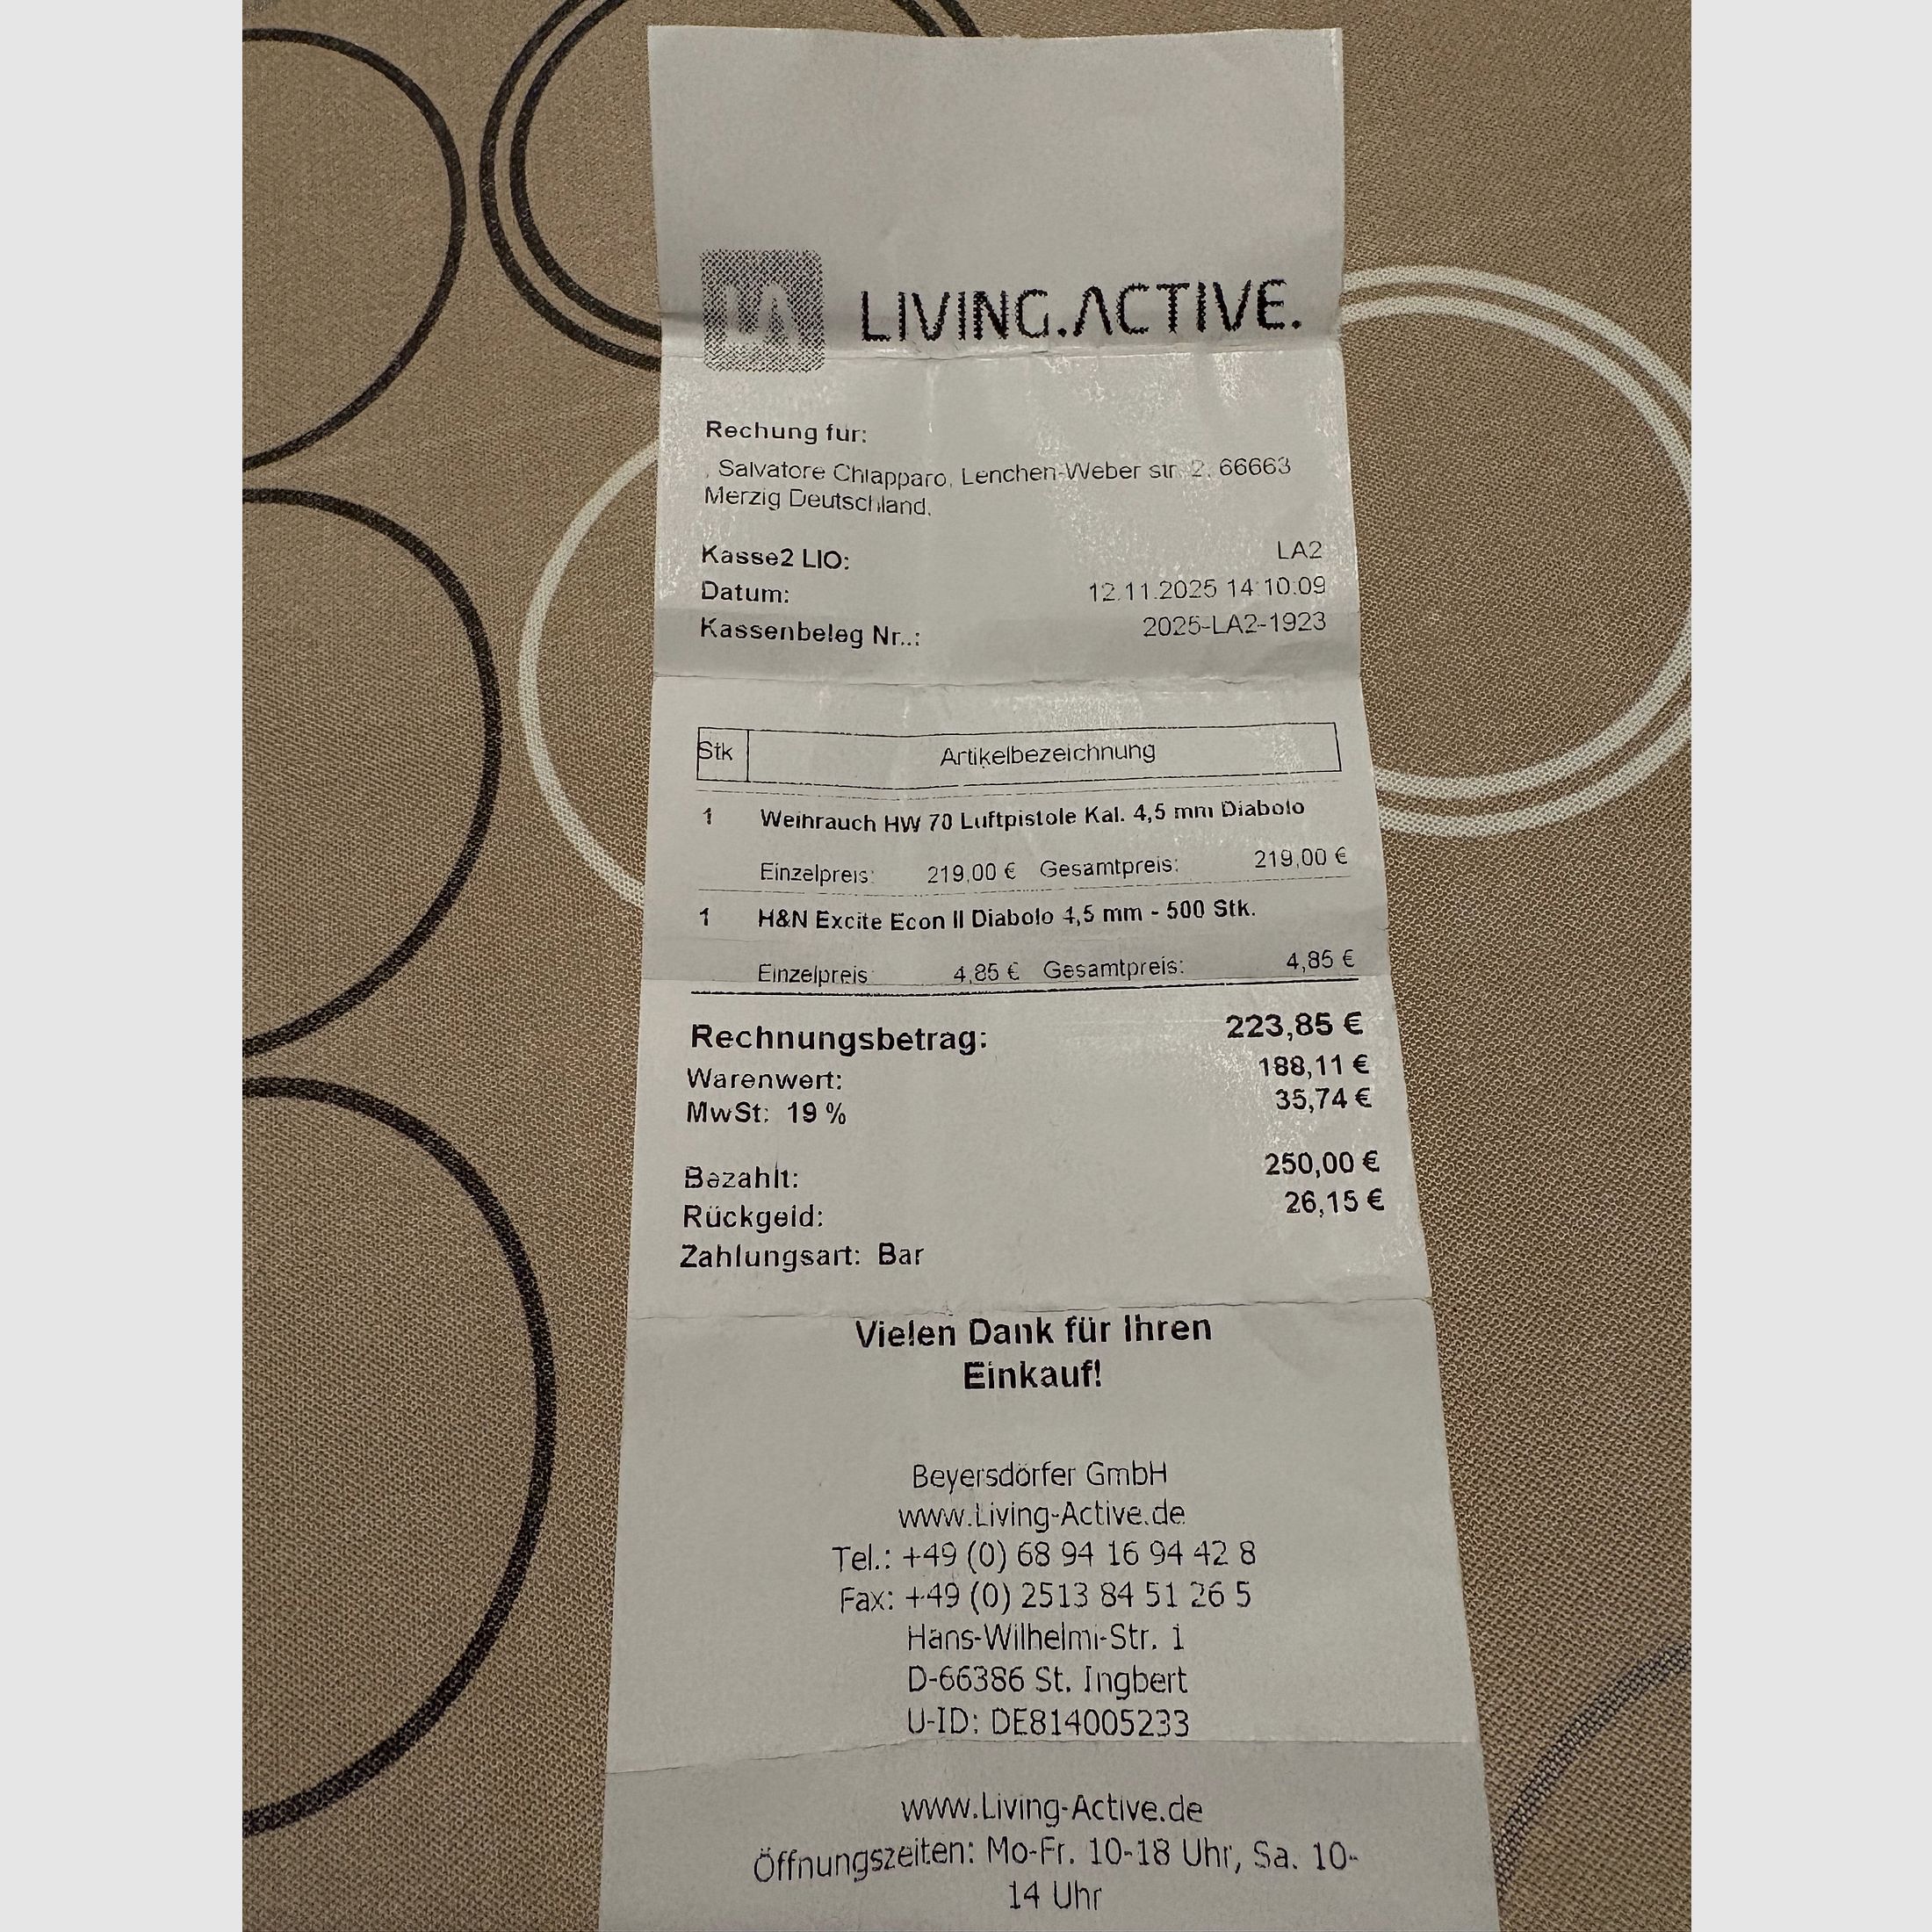 LA LIVING.ACTIVE.
Rechung für:
, Salvatore Chiapparo, Lenchen-Weber str. 2, 66663
Merzig Deutschland,
Kasse2 LIO: LA2
Datum: 12.11.2025 14:10:09
Kassenbeleg Nr..: 2025-LA2-1923
Stk Artikelbezeichnung
1 Weihrauch HW 70 Luftpistole Kal. 4,5 mm Diabolo
Einzelpreis: 219,00 € Gesamtpreis: 219,00 €
1 H&N Excite Econ II Diabolo 4,5 mm - 500 Stk.
Einzelpreis: 4,85 € Gesamtpreis: 4,85 €
Rechnungsbetrag: 223,85 €
Warenwert: 188,11 €
MwSt: 19 % 35,74 €
Bezahlt: 250,00 €
Rückgeld: 26,15 €
Zahlungsart: Bar
Vielen Dank für Ihren
Einkauf!
Beyersdörfer GmbH
www.Living-Active.de
Tel.: +49 (0) 68 94 16 94 42 8
Fax: +49 (0) 2513 84 51 26 5
Hans-Wilhelmi-Str. 1
D-66386 St. Ingbert
U-ID: DE814005233
www.Living-Active.de
Öffnungszeiten: Mo-Fr. 10-18 Uhr, Sa. 10-
14 Uhr